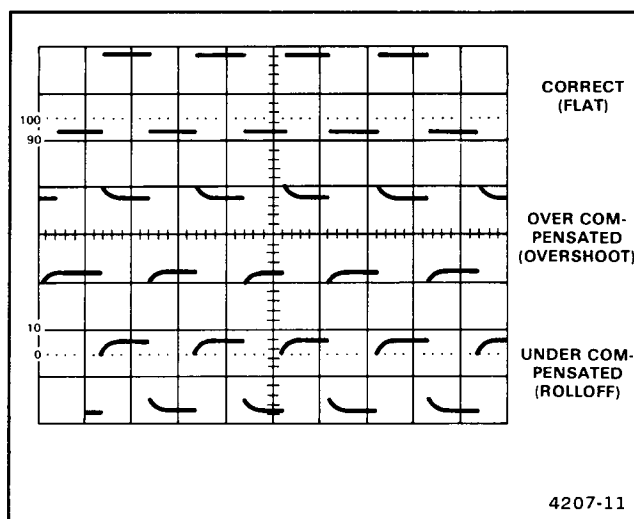 CORRECT
(FLAT)
100
90
OVER COM-
PENSATED
(OVERSHOOT)
10
0
UNDER COM-
PENSATED
(ROLLOFF)
4207-11